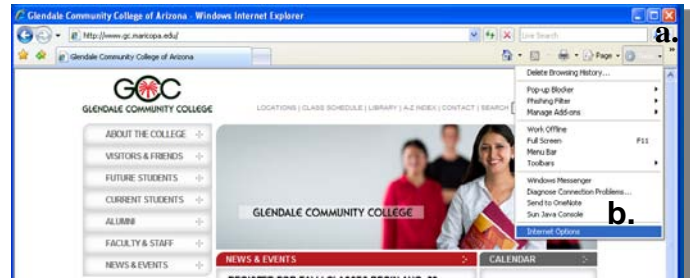 Glendale Community College of Arizona - Windows Internet Explorer
http://www.gc.maricopa.edu/
Live Search
a.
Glendale Community College of Arizona
Page
Delete Browsing History...
Pop-up Blocker
Phishing Filter
Manage Add-ons
Work Offline
Full Screen F11
Menu Bar
Toolbars
Windows Messenger
Diagnose Connection Problems...
Send to OneNote
Sun Java Console
b.
Internet Options
GCC
GLENDALE COMMUNITY COLLEGE
LOCATIONS | CLASS SCHEDULE | LIBRARY | A-Z INDEX | CONTACT | SEARCH
ABOUT THE COLLEGE
VISITORS & FRIENDS
FUTURE STUDENTS
CURRENT STUDENTS
ALUMNI
FACULTY & STAFF
NEWS & EVENTS
GLENDALE COMMUNITY COLLEGE
NEWS & EVENTS
CALENDAR